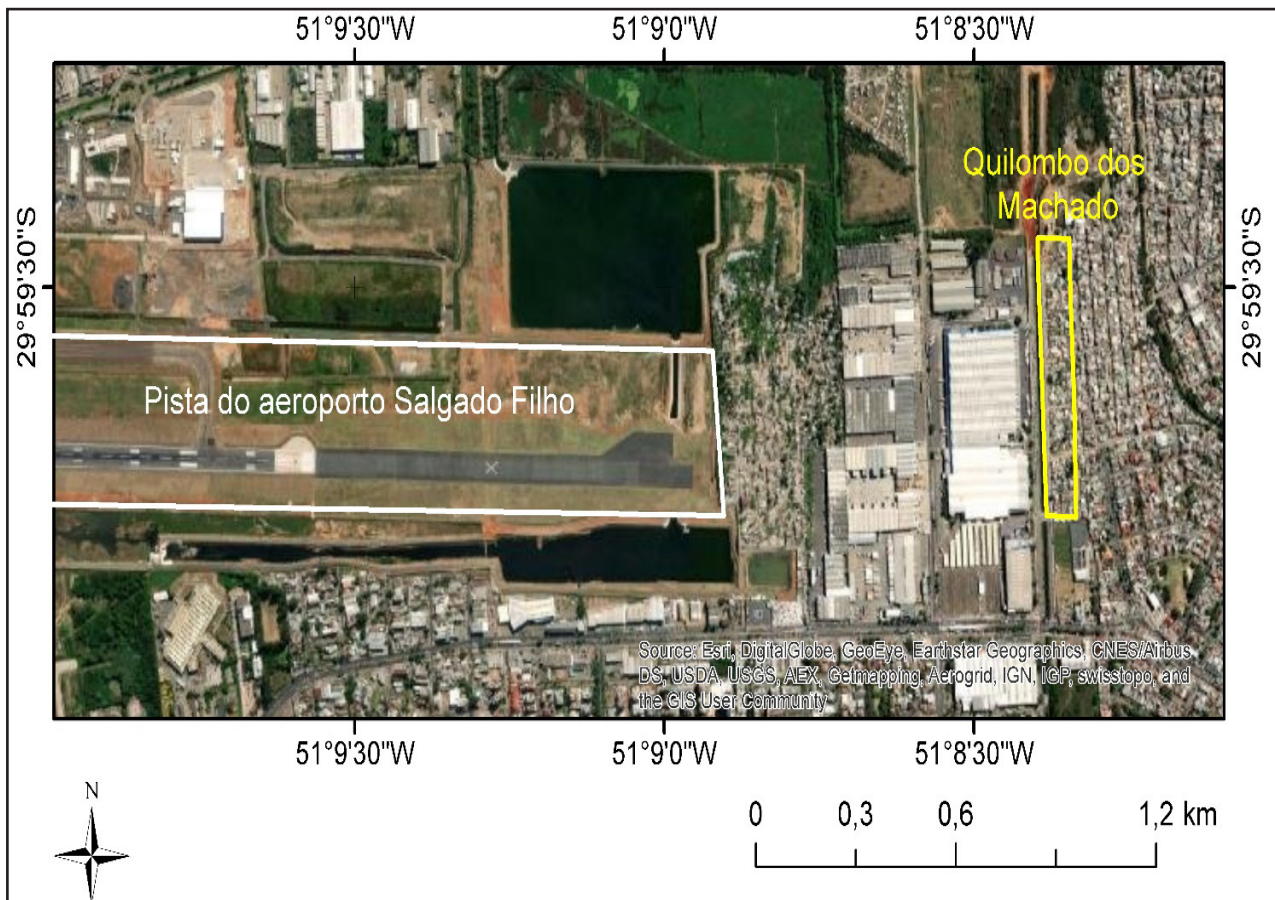 51°9'30"W
51°9'0"W
51°8'30"W
Quilombo dos
Machado
29°59'30"S
29°59'30"S
Pista do aeroporto Salgado Filho
Source: Esri, DigitalGlobe, GeoEye, Earthstar Geographics, CNES/Airbus
DS, USDA, USGS, AEX, Getmapping, Aerogrid, IGN, IGP, swisstopo, and
the GIS User Community
51°9'30"W
51°9'0"W
51°8'30"W
N
0
0,3
0,6
1,2 km